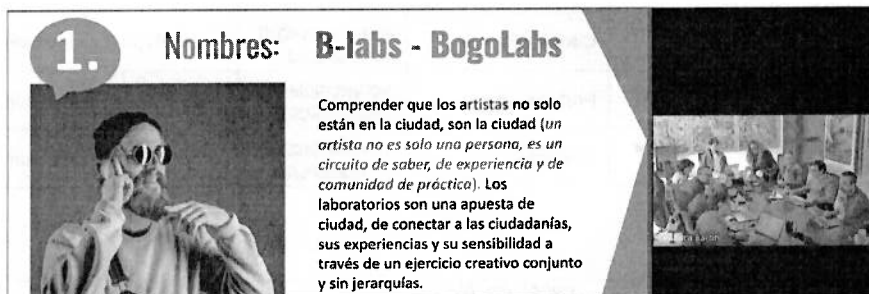 1.
Nombres: B-labs - BogoLabs
Comprender que los artistas no solo
están en la ciudad, son la ciudad (un
artista no es solo una persona, es un
circuito de saber, de experiencia y de
comunidad de práctica). Los
laboratorios son una apuesta de
ciudad, de conectar a las ciudadanías,
sus experiencias y su sensibilidad a
través de un ejercicio creativo conjunto
y sin jerarquías.